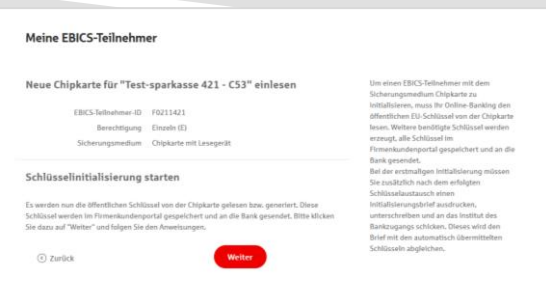 Meine EBICS-Teilnehmer
Neue Chipkarte für "Test-sparkasse 421 - C53" einlesen
EBICS-Teilnehmer-ID F0211421
Berechtigung Einzeln (E)
Sicherungsmedium Chipkarte mit Lesegerät
Schlüsselinitialisierung starten
Es werden nun die öffentlichen Schlüssel von der Chipkarte gelesen bzw. generiert. Diese
Schlüssel werden im Firmenkundenportal gespeichert und an die Bank gesendet. Bitte klicken
Sie dazu auf "Weiter" und folgen Sie den Anweisungen.
Zurück
Weiter
Um einen EBICS-Teilnehmer mit dem
Sicherungsmedium Chipkarte zu
initialisieren, muss Ihr Online-Banking den
öffentlichen EU-Schlüssel von der Chipkarte
lesen. Weitere benötigte Schlüssel werden
erzeugt, alle Schlüssel im
Firmenkundenportal gespeichert und an die
Bank gesendet.
Bei der erstmaligen Initialisierung müssen
Sie zusätzlich nach dem erfolgten
Schlüsselaustausch einen
Initialisierungsbrief ausdrucken,
unterschreiben und an das Institut des
Bankzugangs schicken. Dieses wird den
Brief mit den automatisch übermittelten
Schlüsseln abgleichen.